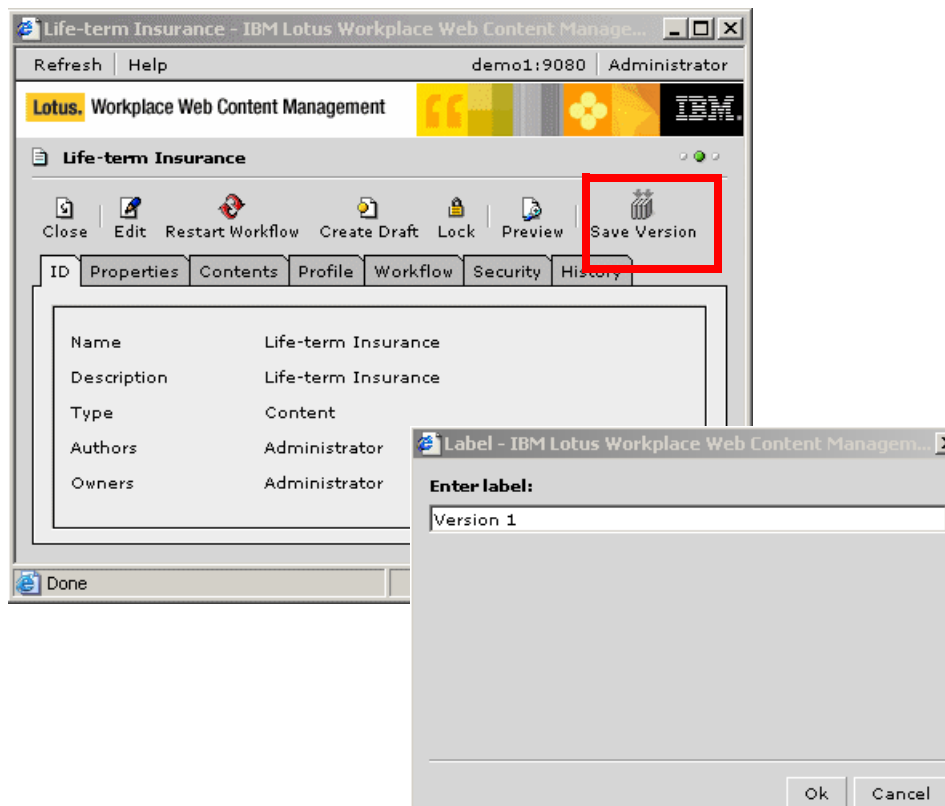 Life-term Insurance - IBM Lotus Workplace Web Content Manage...
Refresh Help demo1:9080 Administrator
Lotus. Workplace Web Content Management IBM.
Life-term Insurance
Close Edit Restart Workflow Create Draft Lock Preview Save Version
ID Properties Contents Profile Workflow Security History
Name Life-term Insurance
Description Life-term Insurance
Type Content
Authors Administrator
Owners Administrator
Done
Label - IBM Lotus Workplace Web Content Managem...
Enter label:
Version 1
Ok Cancel